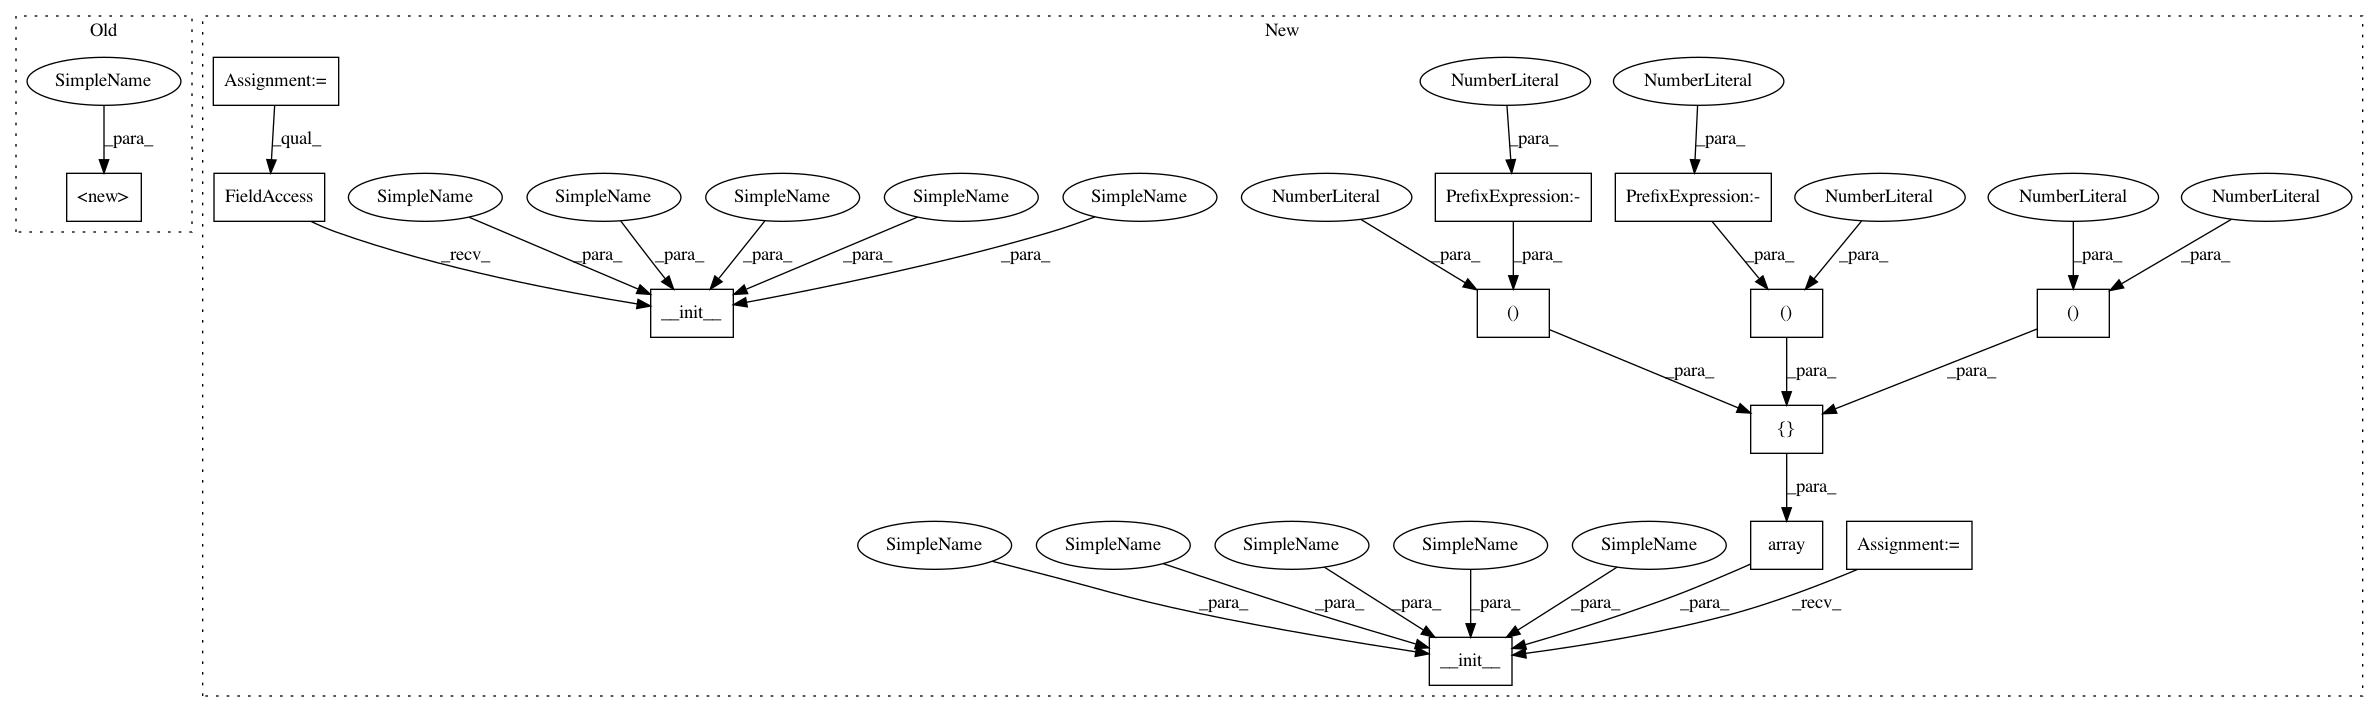 Old
New
SimpleName
Assignment:=
NumberLiteral
NumberLiteral
_para_
_qual_
_para_
_para_
<new>
FieldAccess
SimpleName
SimpleName
SimpleName
SimpleName
SimpleName
NumberLiteral
PrefixExpression:-
PrefixExpression:-
NumberLiteral
NumberLiteral
NumberLiteral
_recv_
_para_
_para_
_para_
_para_
_para_
_para_
_para_
_para_
_para_
_para_
_para_
__init__
()
()
()
_para_
_para_
_para_
{}
_para_
SimpleName
SimpleName
SimpleName
SimpleName
SimpleName
array
Assignment:=
_para_
_para_
_para_
_para_
_para_
_para_
_recv_
__init__